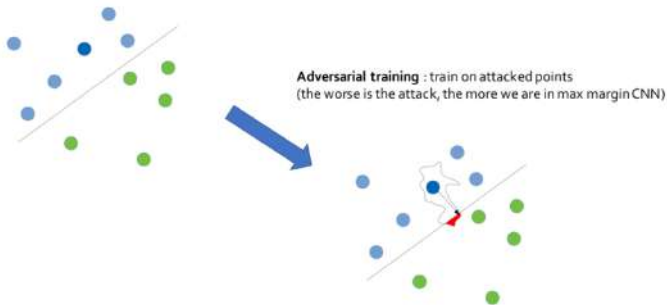 Adversarial training : train on attacked points
(the worse is the attack, the more we are in max margin CNN)